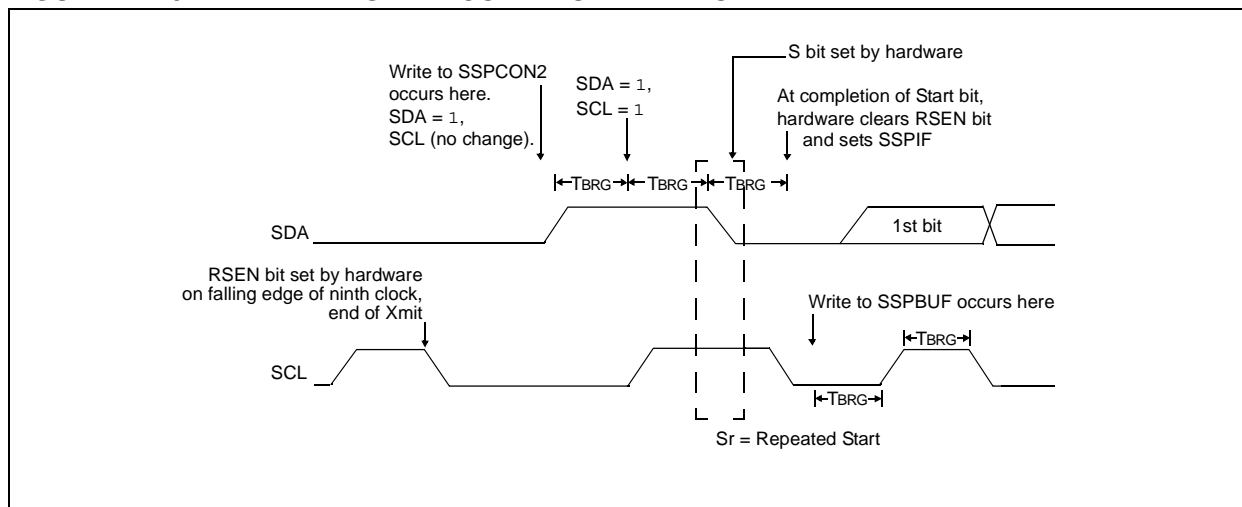 S bit set by hardware
Write to SSPCON2
occurs here.
SDA = 1,
SCL (no change).
SDA = 1,
SCL = 1
At completion of Start bit,
hardware clears RSEN bit
and sets SSPIF
TBRG
TBRG
TBRG
SDA
1st bit
RSEN bit set by hardware
on falling edge of ninth clock,
end of Xmit
Write to SSPBUF occurs here
TBRG
SCL
TBRG
Sr = Repeated Start